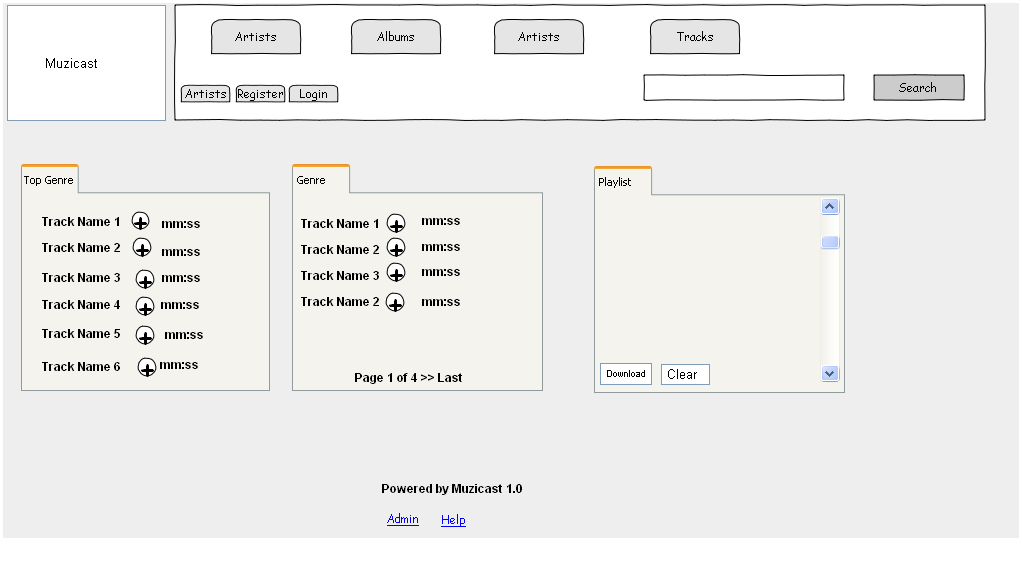 Muzicast
Artists
Albums
Artists
Tracks
Artists
Register
Login
Search
Top Genre
Track Name 1 mm:ss
Track Name 2 mm:ss
Track Name 3 mm:ss
Track Name 4 mm:ss
Track Name 5 mm:ss
Track Name 6 mm:ss
Genre
Track Name 1 mm:ss
Track Name 2 mm:ss
Track Name 3 mm:ss
Track Name 2 mm:ss
Page 1 of 4 >> Last
Playlist
Download
Clear
Powered by Muzicast 1.0
Admin
Help